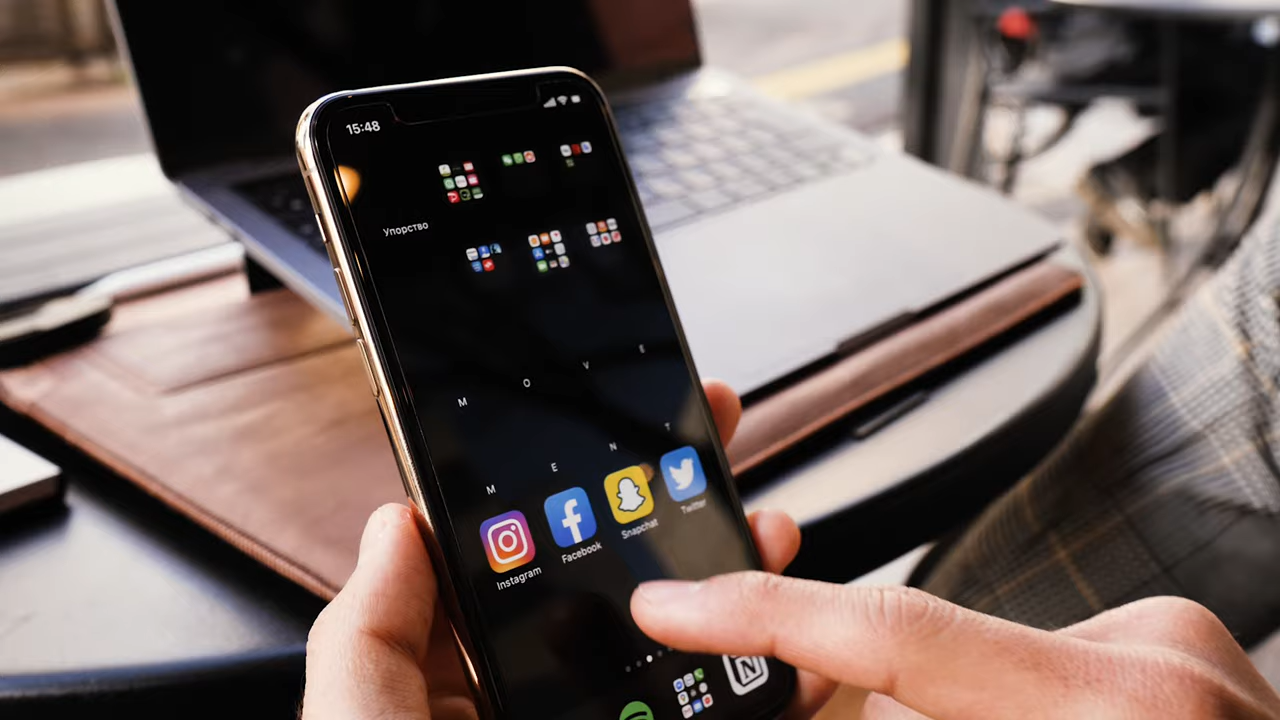 15:48
Упорство
M O V E
M E N T
Instagram
Facebook
Snapchat
Twitter